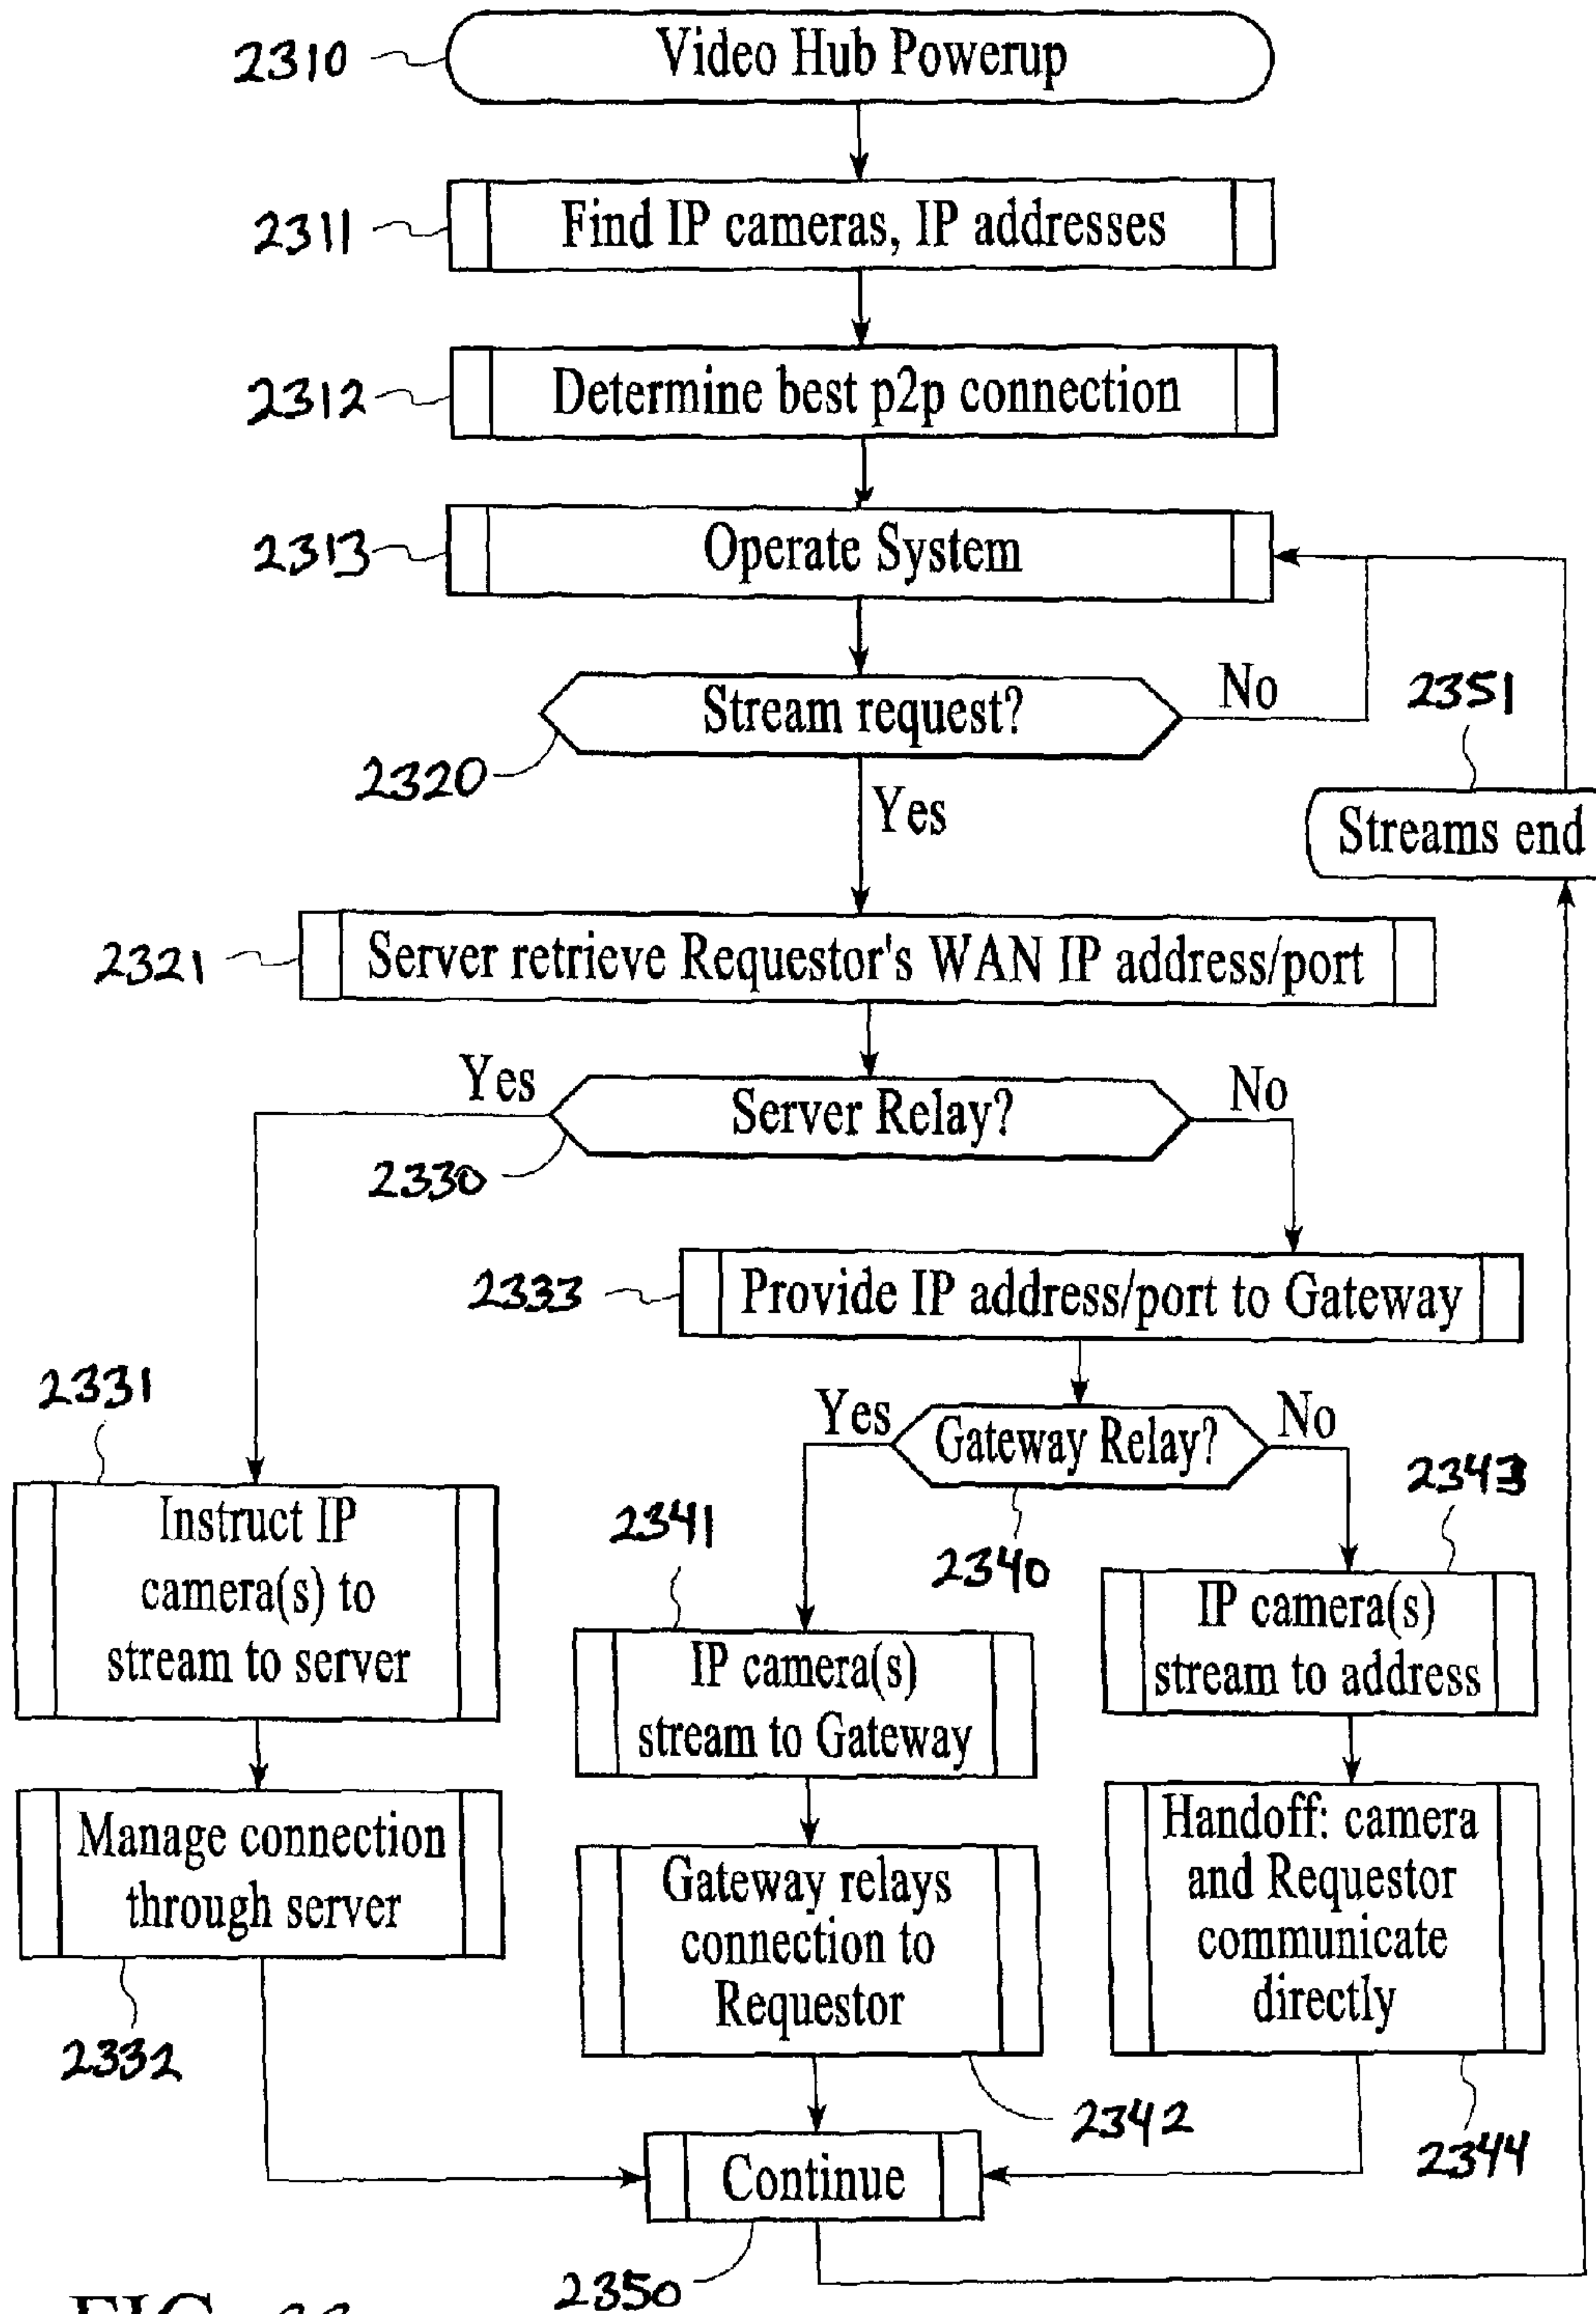 2310
Video Hub Powerup
2311
Find IP cameras, IP addresses
2312
Determine best p2p connection
2313
Operate System
Stream request?
No
2320
Yes
2351
Streams end
2321
Server retrieve Requestor's WAN IP address/port
Yes
Server Relay?
No
2330
2333
Provide IP address/port to Gateway
Yes
Gateway Relay?
No
2340
2331
Instruct IP
camera(s) to
stream to server
2341
IP camera(s)
stream to Gateway
2343
IP camera(s)
stream to address
Manage connection
through server
2332
Gateway relays
connection to
Requestor
2342
Handoff: camera
and Requestor
communicate
directly
2344
Continue
2350